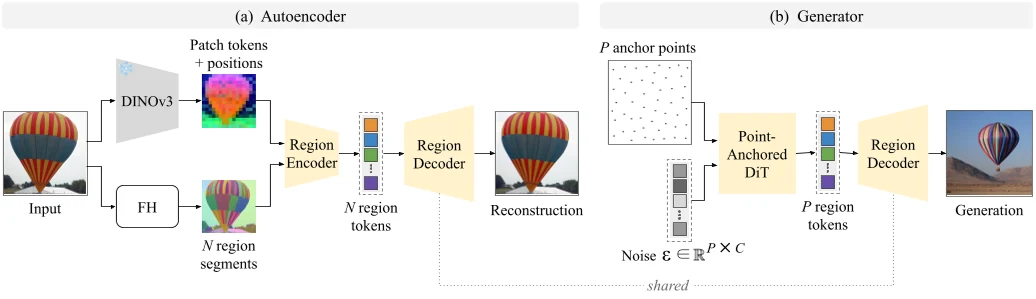 (a) Autoencoder
(b) Generator
Patch tokens
+ positions
DINOv3
FH
Input
N region
segments
Region
Encoder
N region
tokens
Region
Decoder
Reconstruction
P anchor points
Noise ε ∈ ℝ^{P × C}
Point-
Anchored
DiT
P region
tokens
Region
Decoder
Generation
shared